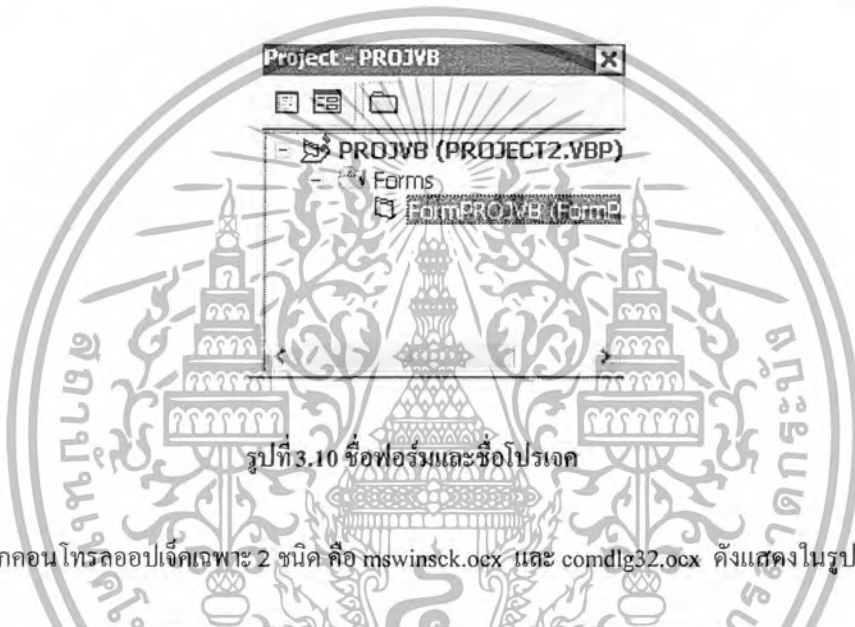 Project - PROJVB
PROJVB (PROJECT2.VBP)
Forms
FormPROJVB (FormP
รูปที่3.10 ชื่อฟอร์มและชื่อโปรเจค
กคอนโทรลออปเจ็คเฉพาะ 2 ชนิด คือ mswinsck.ocx และ comdlg32.ocx ดังแสดงในรูป